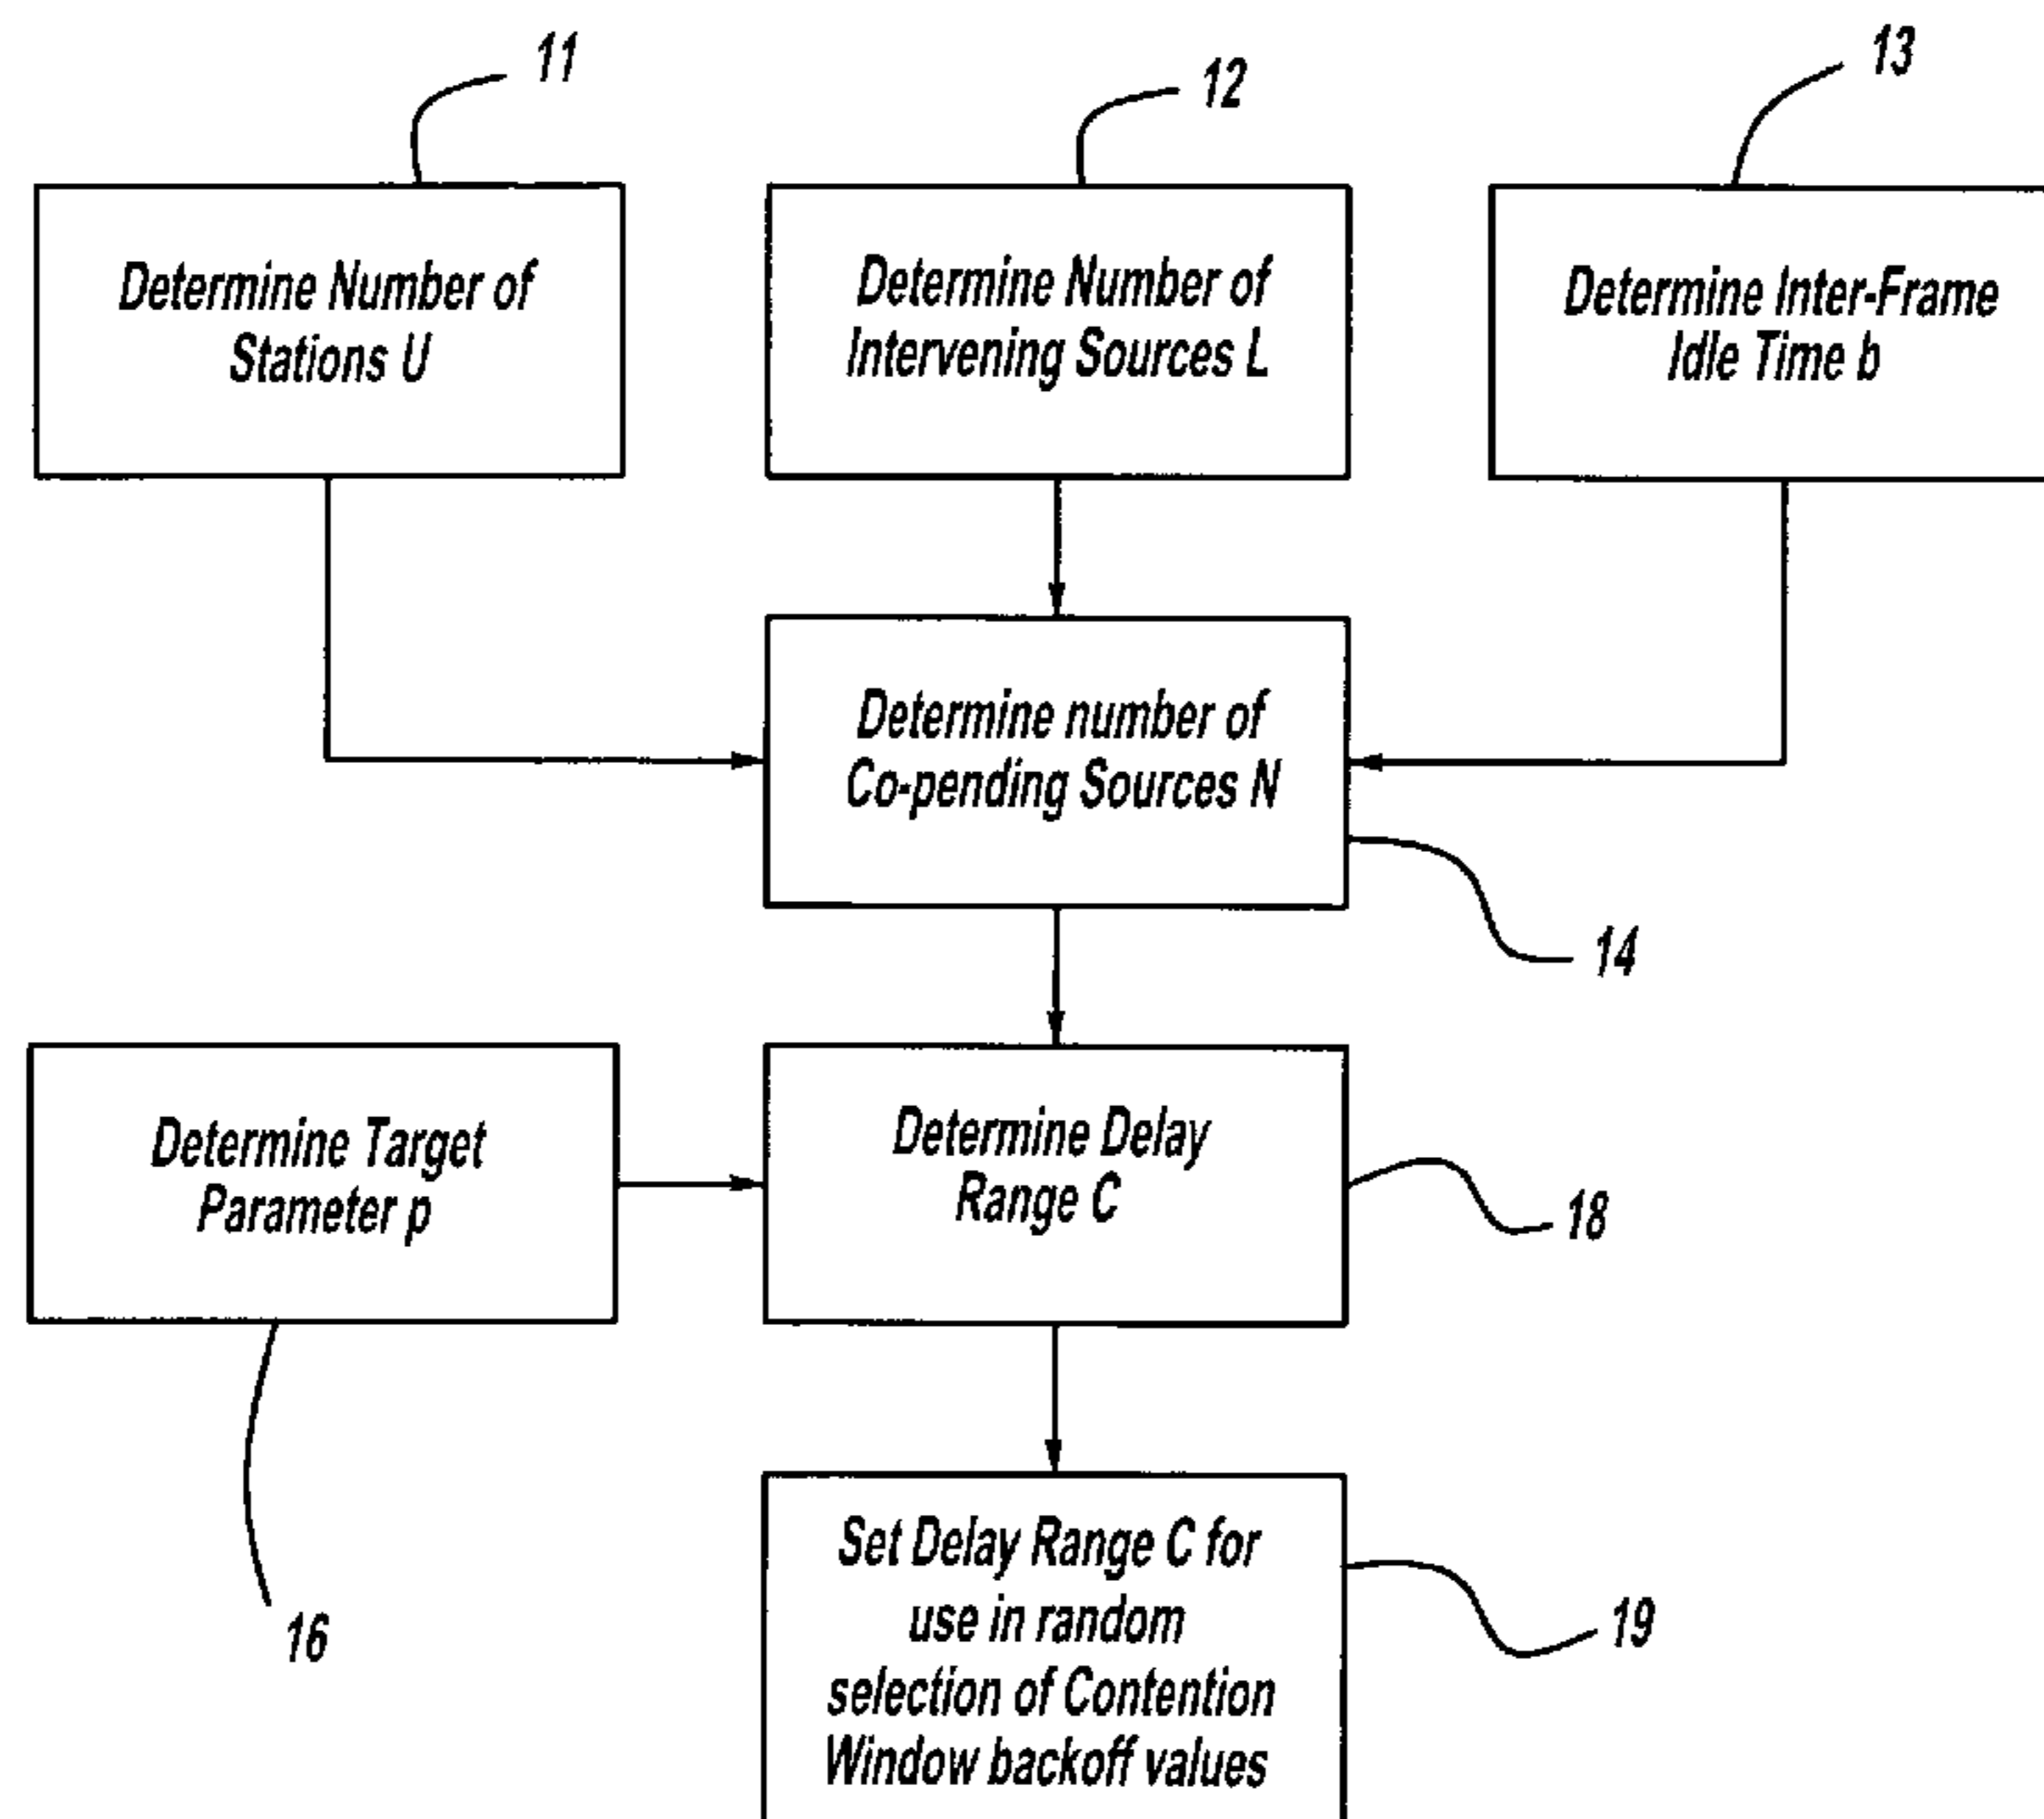 11
12
13
Determine Number of
Stations U
Determine Number of
Intervening Sources L
Determine Inter-Frame
Idle Time b
Determine number of
Co-pending Sources N
14
Determine Target
Parameter p
Determine Delay
Range C
18
16
Set Delay Range C for
use in random
selection of Contention
Window backoff values
19